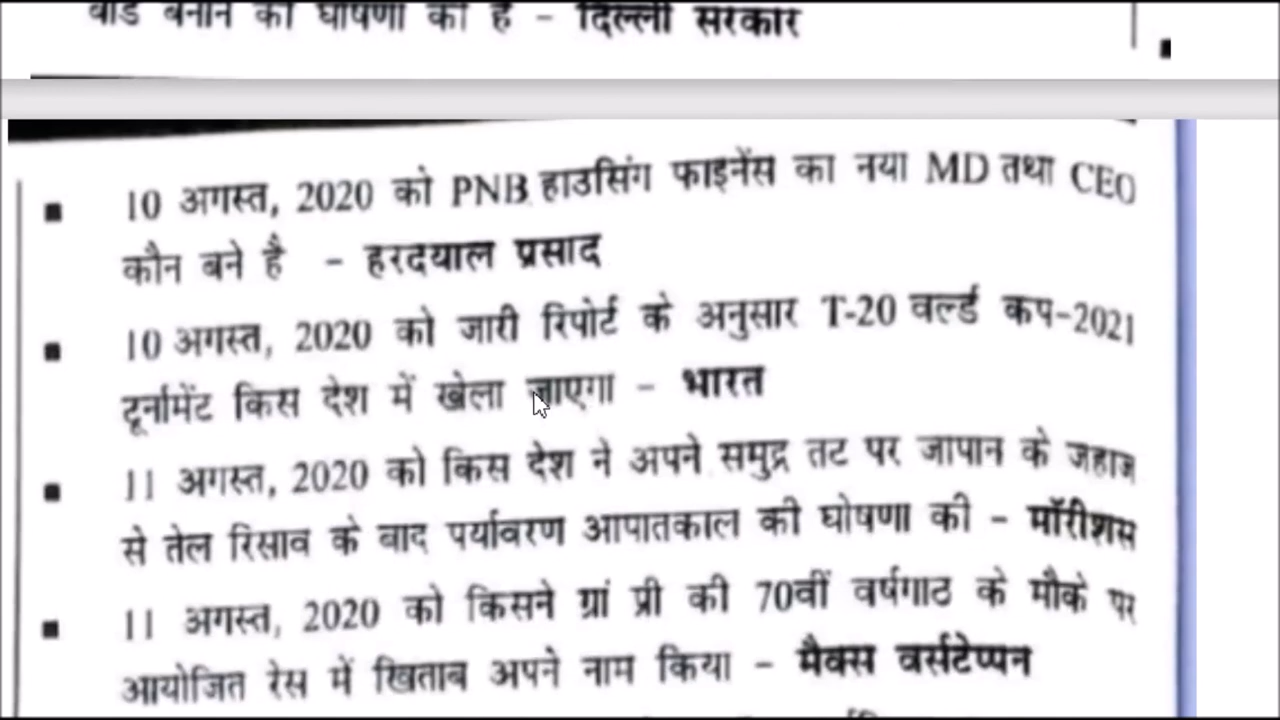 बनाने की घोषणा की है - दिल्ली सरकार
▪ 10 अगस्त, 2020 को PNB हाउसिंग फाइनेंस का नया MD तथा CEO
कौन बने है - हरदयाल प्रसाद
▪ 10 अगस्त, 2020 को जारी रिपोर्ट के अनुसार T-20 वर्ल्ड कप-2021
टूर्नामेंट किस देश में खेला जाएगा - भारत
▪ 11 अगस्त, 2020 को किस देश ने अपने समुद्र तट पर जापान के जहाज
से तेल रिसाव के बाद पर्यावरण आपातकाल की घोषणा की - मॉरीशस
▪ 11 अगस्त, 2020 को किसने ग्रां प्री की 70वीं वर्षगाठ के मौके पर
आयोजित रेस में खिताब अपने नाम किया - मैक्स वर्सटेप्पन